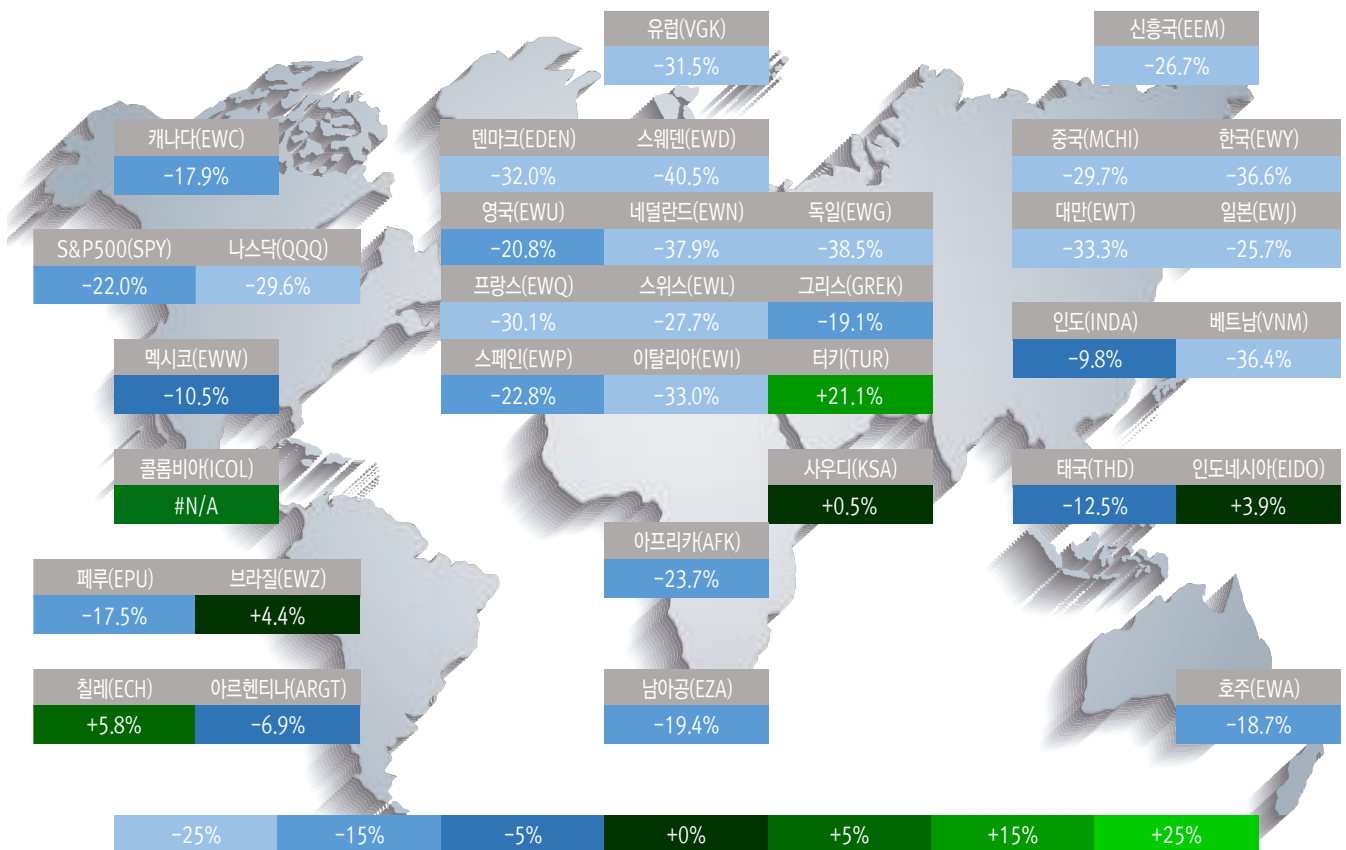 유럽(VGK) 신흥국(EEM)
-31.5% -26.7%
캐나다(EWC) 덴마크(EDEN) 스웨덴(EWD) 중국(MCHI) 한국(EWY)
-17.9% -32.0% -40.5% -29.7% -36.6%
영국(EWU) 네덜란드(EWN) 독일(EWG) 대만(EWT) 일본(EWJ)
-20.8% -37.9% -38.5% -33.3% -25.7%
S&P500(SPY) 나스닥(QQQ)
-22.0% -29.6%
프랑스(EWQ) 스위스(EWL) 그리스(GREK)
-30.1% -27.7% -19.1%
인도(INDA) 베트남(VNM)
-9.8% -36.4%
멕시코(EWW) 스페인(EWP) 이탈리아(EWI) 터키(TUR)
-10.5% -22.8% -33.0% +21.1%
콜롬비아(ICOL) 사우디(KSA) 태국(THD) 인도네시아(EIDO)
#N/A +0.5% -12.5% +3.9%
아프리카(AFK)
-23.7%
페루(EPU) 브라질(EWZ)
-17.5% +4.4%
칠레(ECH) 아르헨티나(ARGT) 남아공(EZA) 호주(EWA)
+5.8% -6.9% -19.4% -18.7%
-25% -15% -5% +0% +5% +15% +25%